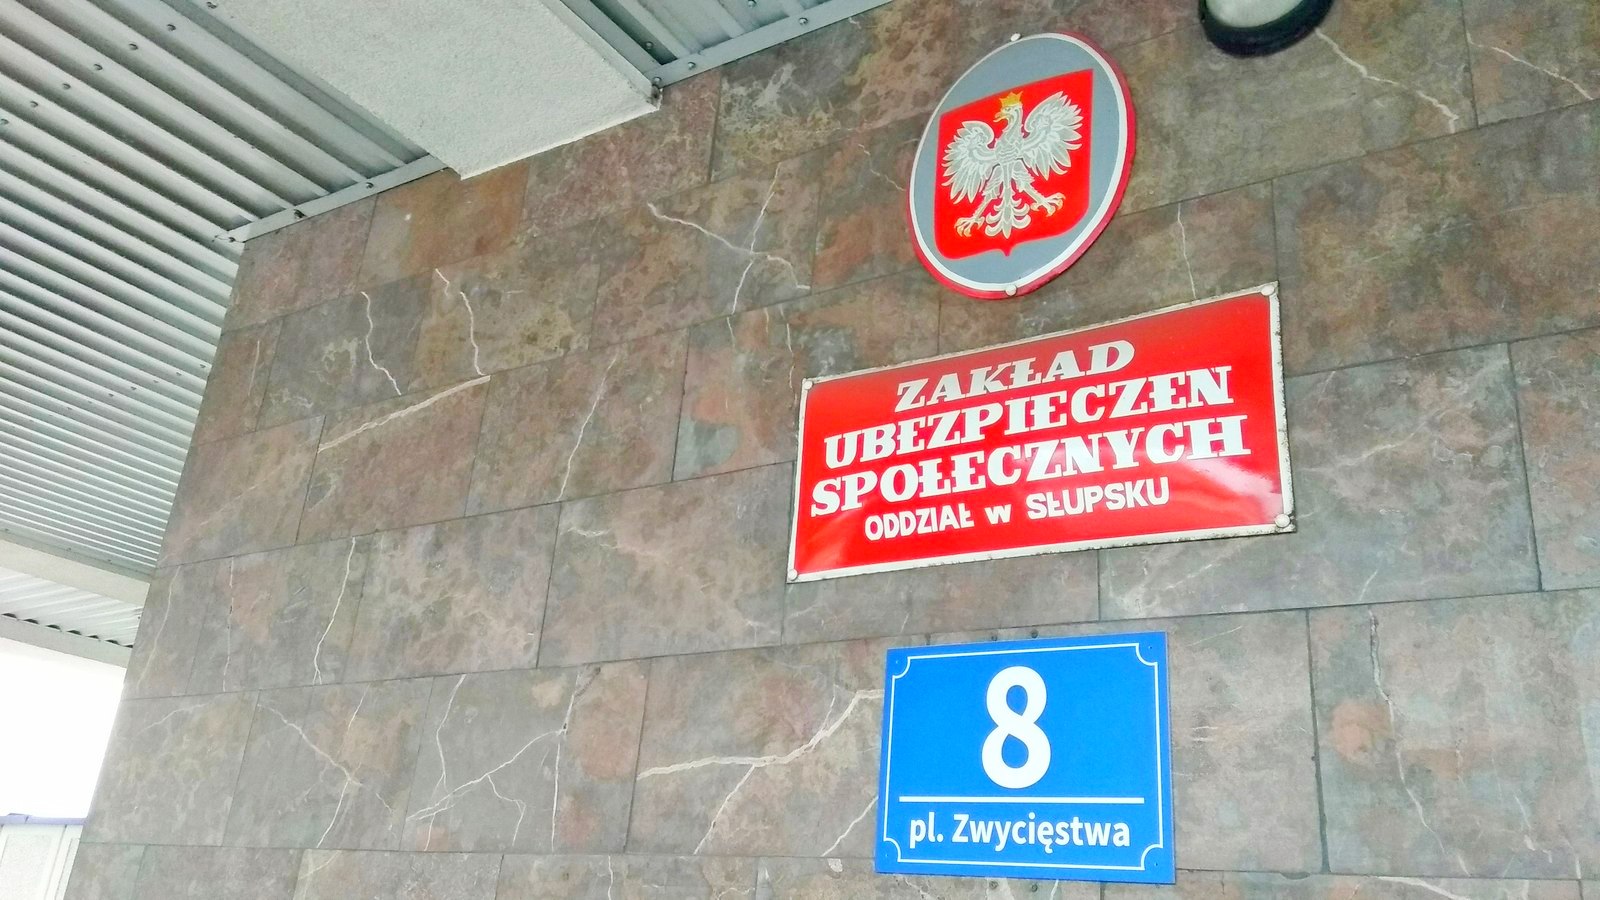 ZAKŁAD
UBEZPIECZEŃ
SPOŁECZNYCH
ODDZIAŁ w SŁUPSKU
8
pl. Zwycięstwa